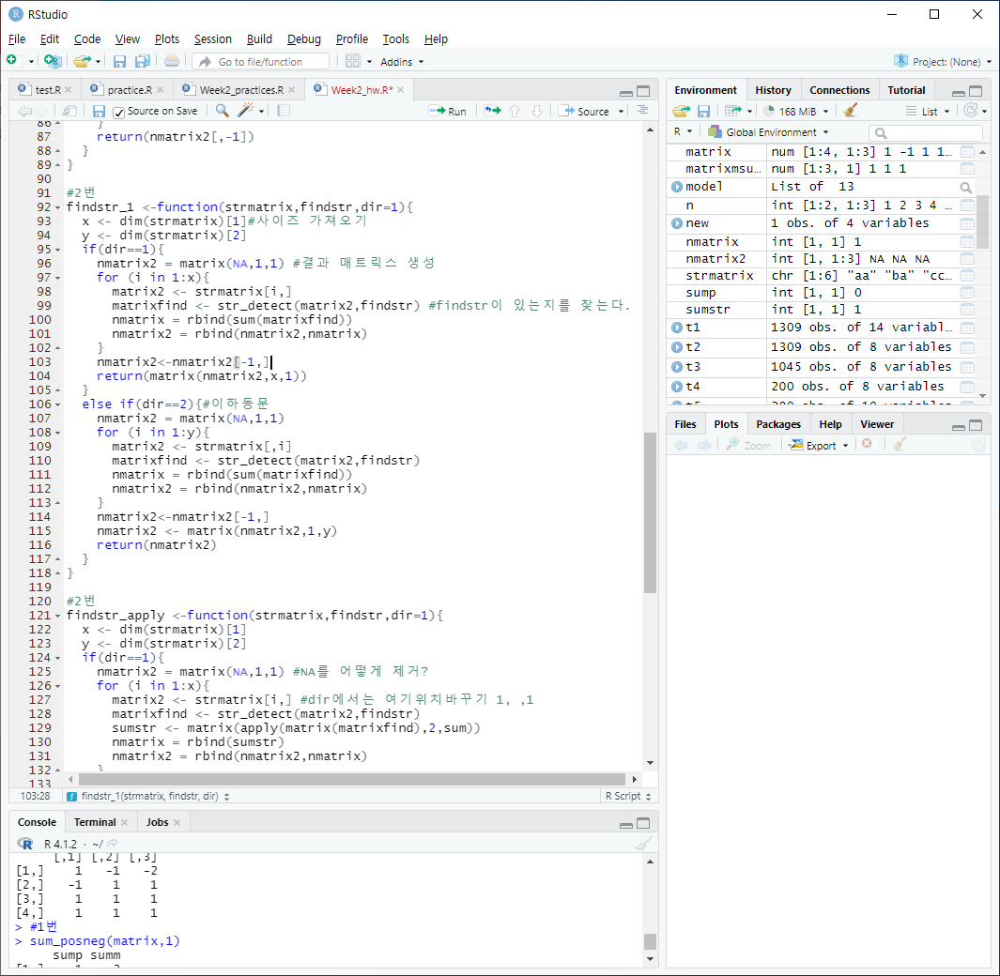 RStudio
File Edit Code View Plots Session Build Debug Profile Tools Help
Go to file/function Addins Project: (None)
test.R practice.R Week2_practices.R Week2_hw.R*
Source on Save Run Source
86 }
87 return(nmatrix2[,-1])
88 }
89 }
90
91 #2번
92 findstr_1 <-function(strmatrix,findstr,dir=1){
93 x <- dim(strmatrix)[1]#사이즈 가져오기
94 y <- dim(strmatrix)[2]
95 if(dir==1){
96 nmatrix2 = matrix(NA,1,1) #결과 매트릭스 생성
97 for (i in 1:x){
98 matrix2 <- strmatrix[i,]
99 matrixfind <- str_detect(matrix2,findstr) #findstr이 있는지를 찾는다.
100 nmatrix = rbind(sum(matrixfind))
101 nmatrix2 = rbind(nmatrix2,nmatrix)
102 }
103 nmatrix2<-nmatrix2[-1,]
104 return(matrix(nmatrix2,x,1))
105 }
106 else if(dir==2){#이하동문
107 nmatrix2 = matrix(NA,1,1)
108 for (i in 1:y){
109 matrix2 <- strmatrix[,i]
110 matrixfind <- str_detect(matrix2,findstr)
111 nmatrix = rbind(sum(matrixfind))
112 nmatrix2 = rbind(nmatrix2,nmatrix)
113 }
114 nmatrix2<-nmatrix2[-1,]
115 nmatrix2 <- matrix(nmatrix2,1,y)
116 return(nmatrix2)
117 }
118 }
119
120 #2번
121 findstr_apply <-function(strmatrix,findstr,dir=1){
122 x <- dim(strmatrix)[1]
123 y <- dim(strmatrix)[2]
124 if(dir==1){
125 nmatrix2 = matrix(NA,1,1) #NA를 어떻게 제거?
126 for (i in 1:x){
127 matrix2 <- strmatrix[i,] #dir에서는 여기위치바꾸기 1, ,1
128 matrixfind <- str_detect(matrix2,findstr)
129 sumstr <- matrix(apply(matrix(matrixfind),2,sum))
130 nmatrix = rbind(sumstr)
131 nmatrix2 = rbind(nmatrix2,nmatrix)
132 }
133
103:28 findstr_1(strmatrix, findstr, dir) R Script
Console Terminal Jobs
R 4.1.2 · ~/
[,1] [,2] [,3]
[1,] 1 -1 -2
[2,] -1 1 1
[3,] 1 1 1
[4,] 1 1 1
> #1번
> sum_posneg(matrix,1)
sump summ
Environment History Connections Tutorial
168 MiB List
R Global Environment
matrix num [1:4, 1:3] 1 -1 1 1…
matrixmsu… num [1:3, 1] 1 1 1
model List of 13
n int [1:2, 1:3] 1 2 3 4 …
new 1 obs. of 4 variables
nmatrix int [1, 1] 1
nmatrix2 int [1, 1:3] NA NA NA
strmatrix chr [1:6] "aa" "ba" "cc…
sump int [1, 1] 0
sumstr int [1, 1] 1
t1 1309 obs. of 14 variabl…
t2 1309 obs. of 8 variables
t3 1045 obs. of 8 variables
t4 200 obs. of 8 variables
Files Plots Packages Help Viewer
Zoom Export